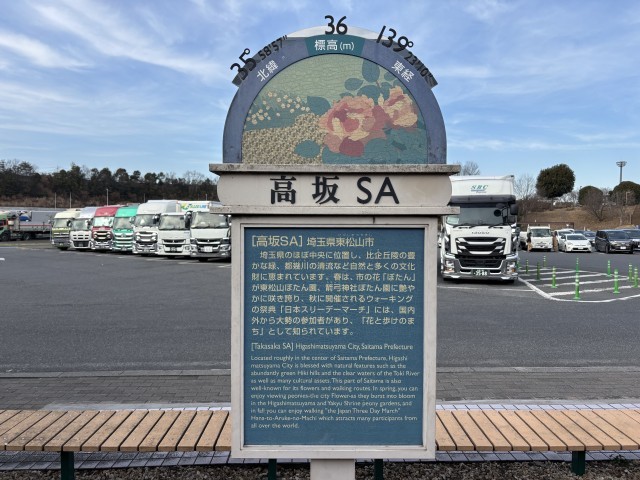 36
標高(m)
35°58'57"
北緯
139°
東経
高坂 SA
[高坂SA] 埼玉県東松山市
埼玉県のほぼ中央に位置し、比企丘陵の豊
かな緑、都幾川の清流など自然と多くの文化
財に恵まれています。春は、市の花「ぼたん」
が東松山ぼたん園、箭弓神社ぼたん園に艶や
かに咲き誇り、秋に開催されるウォーキング
の祭典「日本スリーデーマーチ」には、国内
外から大勢の参加者があり、「花と歩けのま
ち」として知られています。
[Takasaka SA] Higashimatsuyama City, Saitama Prefecture
Located roughly in the center of Saitama Prefecture, Higashi
matsuyama City is blessed with natural features such as the
abundantly green Hiki hills and the clear waters of the Toki River
as well as many cultural assets. This part of Saitama is also
well-known for its flowers and walking routes. In spring, you can
enjoy viewing peonies-the city Flower-as they burst into bloom
in the Higashimatsuyama and Yakyu Shrine peony gardens, and
in fall you can enjoy walking "the Japan Three Day March"
Hana-to-Aruke-no-Machi which attracts many participants from
all over the world.